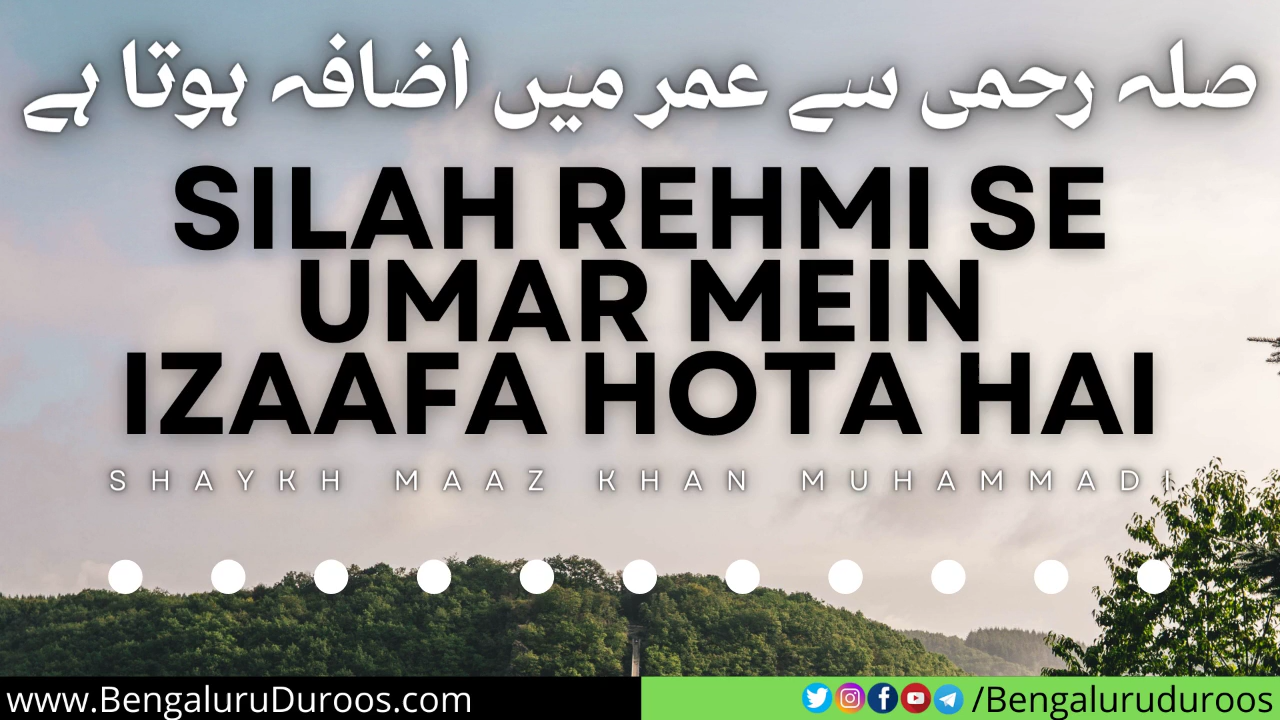 صلہ رحمی سے عمر میں اضافہ ہوتا ہے
SILAH REHMI SE
UMAR MEIN
IZAAFA HOTA HAI
SHAYKH MAAZ KHAN MUHAMMADI
www.BengaluruDuroos.com
/Bengaluruduroos